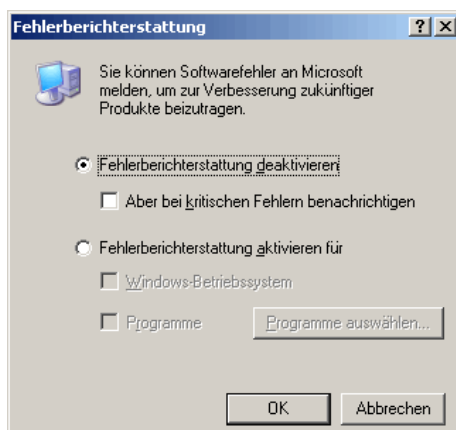 Fehlerberichterstattung
Sie können Softwarefehler an Microsoft
melden, um zur Verbesserung zukünftiger
Produkte beizutragen.
Fehlerberichterstattung deaktivieren
Aber bei kritischen Fehlern benachrichtigen
Fehlerberichterstattung aktivieren für
Windows-Betriebssystem
Programme
Programme auswählen...
OK
Abbrechen